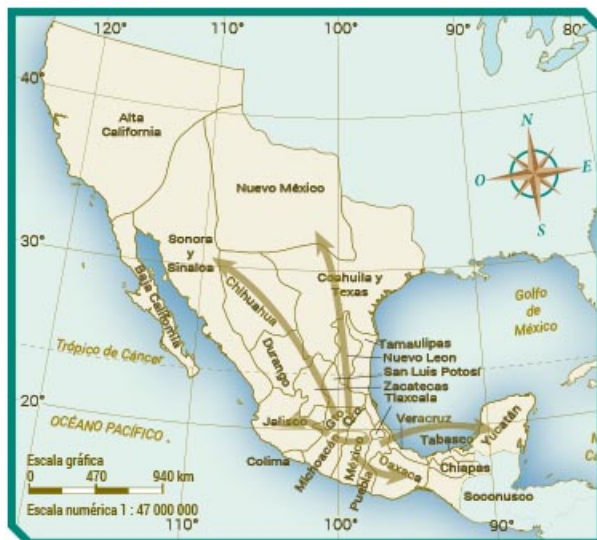 120°
110°
100°
90°
80°
40°
Alta
California
Nuevo México
N
O
E
S
30°
Sonora
y
Sinaloa
Chihuahua
Coahuila y
Texas
Baja California
Golfo
de
México
Durango
Tamaulipas
Nuevo Leon
San Luis Potosí
Zacatecas
Tlaxcala
Trópico de Cáncer
20°
Jalisco
Gto.
Qro.
Veracruz
Yucatán
OCÉANO PACÍFICO
Colima
Michoacán
México
Puebla
Oaxaca
Tabasco
Chiapas
Soconusco
Escala gráfica
0 470 940 km
Escala numérica 1 : 47 000 000
110°
100°
90°